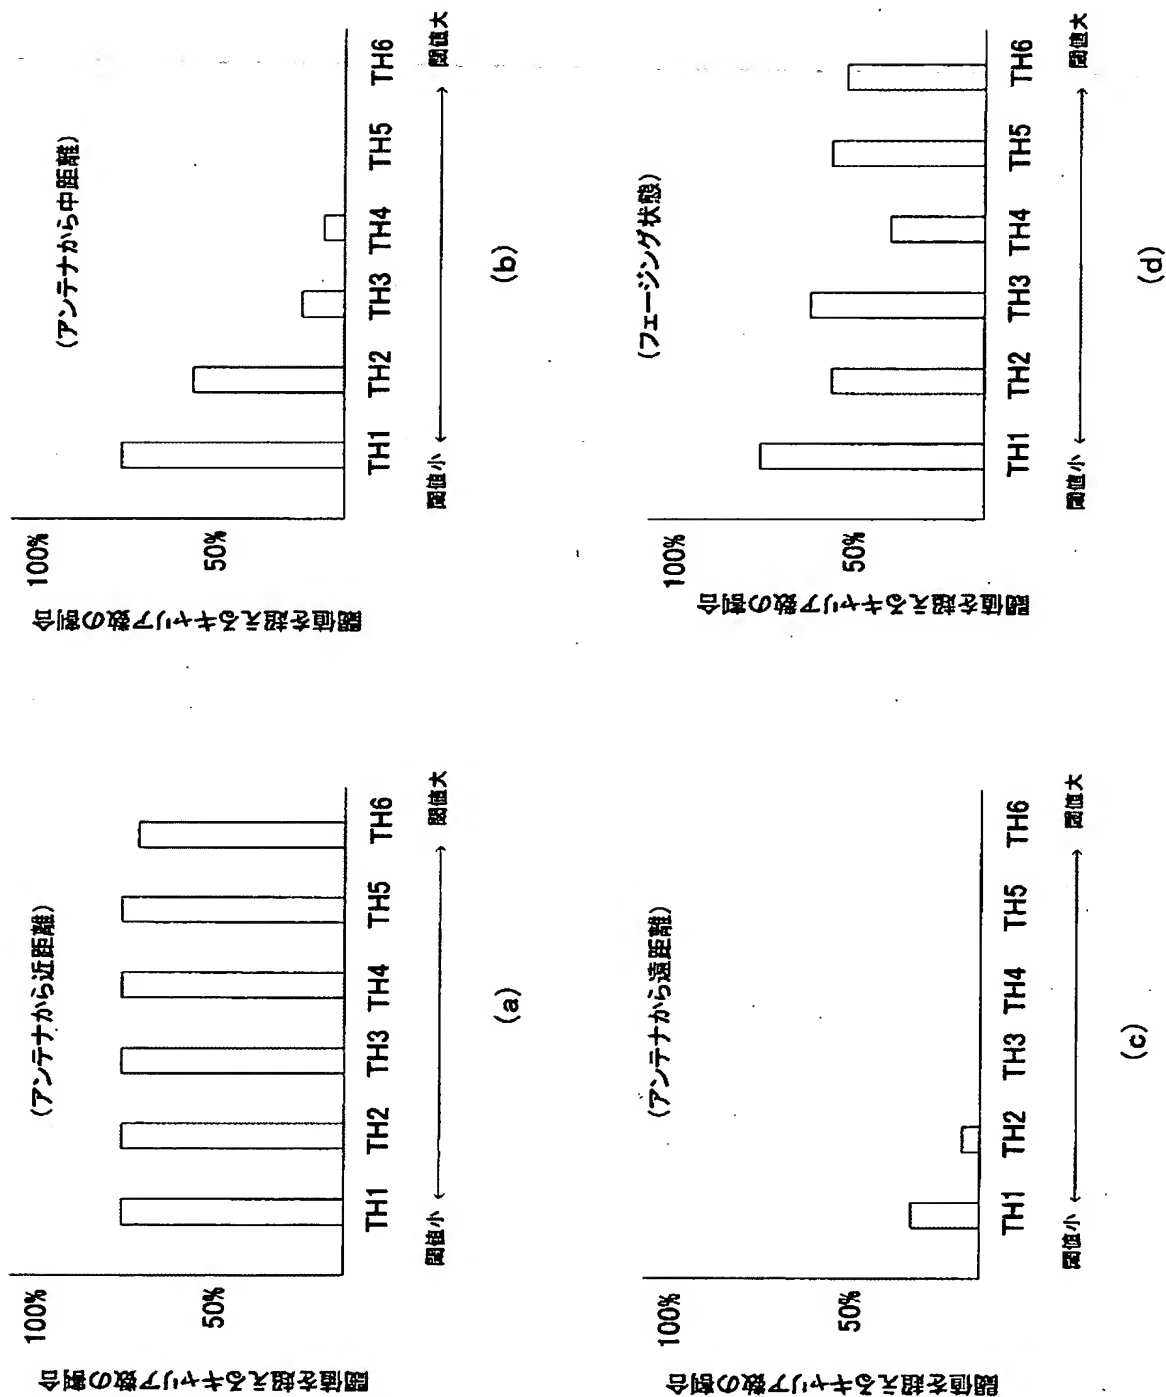 (アンテナから近距離)
閾値を超えるキャリア数の割合
100%
50%
TH1 TH2 TH3 TH4 TH5 TH6
閾値小 閾値大
(a)
(アンテナから中距離)
閾値を超えるキャリア数の割合
100%
50%
TH1 TH2 TH3 TH4 TH5 TH6
閾値小 閾値大
(b)
(アンテナから遠距離)
閾値を超えるキャリア数の割合
100%
50%
TH1 TH2 TH3 TH4 TH5 TH6
閾値小 閾値大
(c)
(フェージング状態)
閾値を超えるキャリア数の割合
100%
50%
TH1 TH2 TH3 TH4 TH5 TH6
閾値小 閾値大
(d)